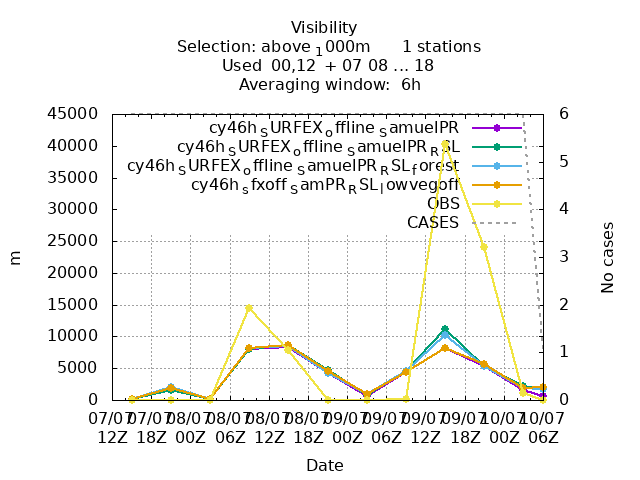 Visibility
Selection: above ₁000m 1 stations
Used 00,12 + 07 08 ... 18
Averaging window: 6h
45000
40000
35000
30000
25000
20000
15000
10000
5000
0
m
6
5
4
3
2
1
0
No cases
cy46h_SURFEX_offline_SamuelPR
cy46h_SURFEX_offline_SamuelPR_RSL
cy46h_SURFEX_offline_SamuelPR_RSL_forest
cy46h_sfxoff_SamPR_RSL_lowvegoff
OBS
CASES
07/07 07/07 08/07 08/07 08/07 08/07 09/07 09/07 09/07 09/07 10/07 10/07
12Z 18Z 00Z 06Z 12Z 18Z 00Z 06Z 12Z 18Z 00Z 06Z
Date